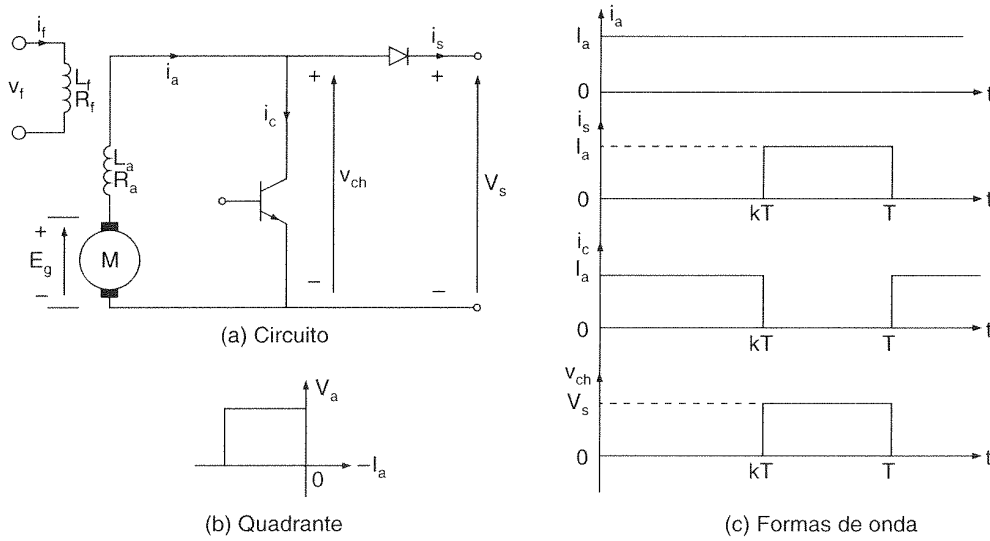 i_f
v_f
L_f
R_f
i_a
i_s
+
+
i_c
L_a
R_a
v_ch
V_s
+
E_g
M
−
−
−
(a) Circuito
V_a
0
−I_a
(b) Quadrante
i_a
I_a
0
t
i_s
I_a
0
kT
T
t
i_c
I_a
0
kT
T
t
v_ch
V_s
0
kT
T
t
(c) Formas de onda